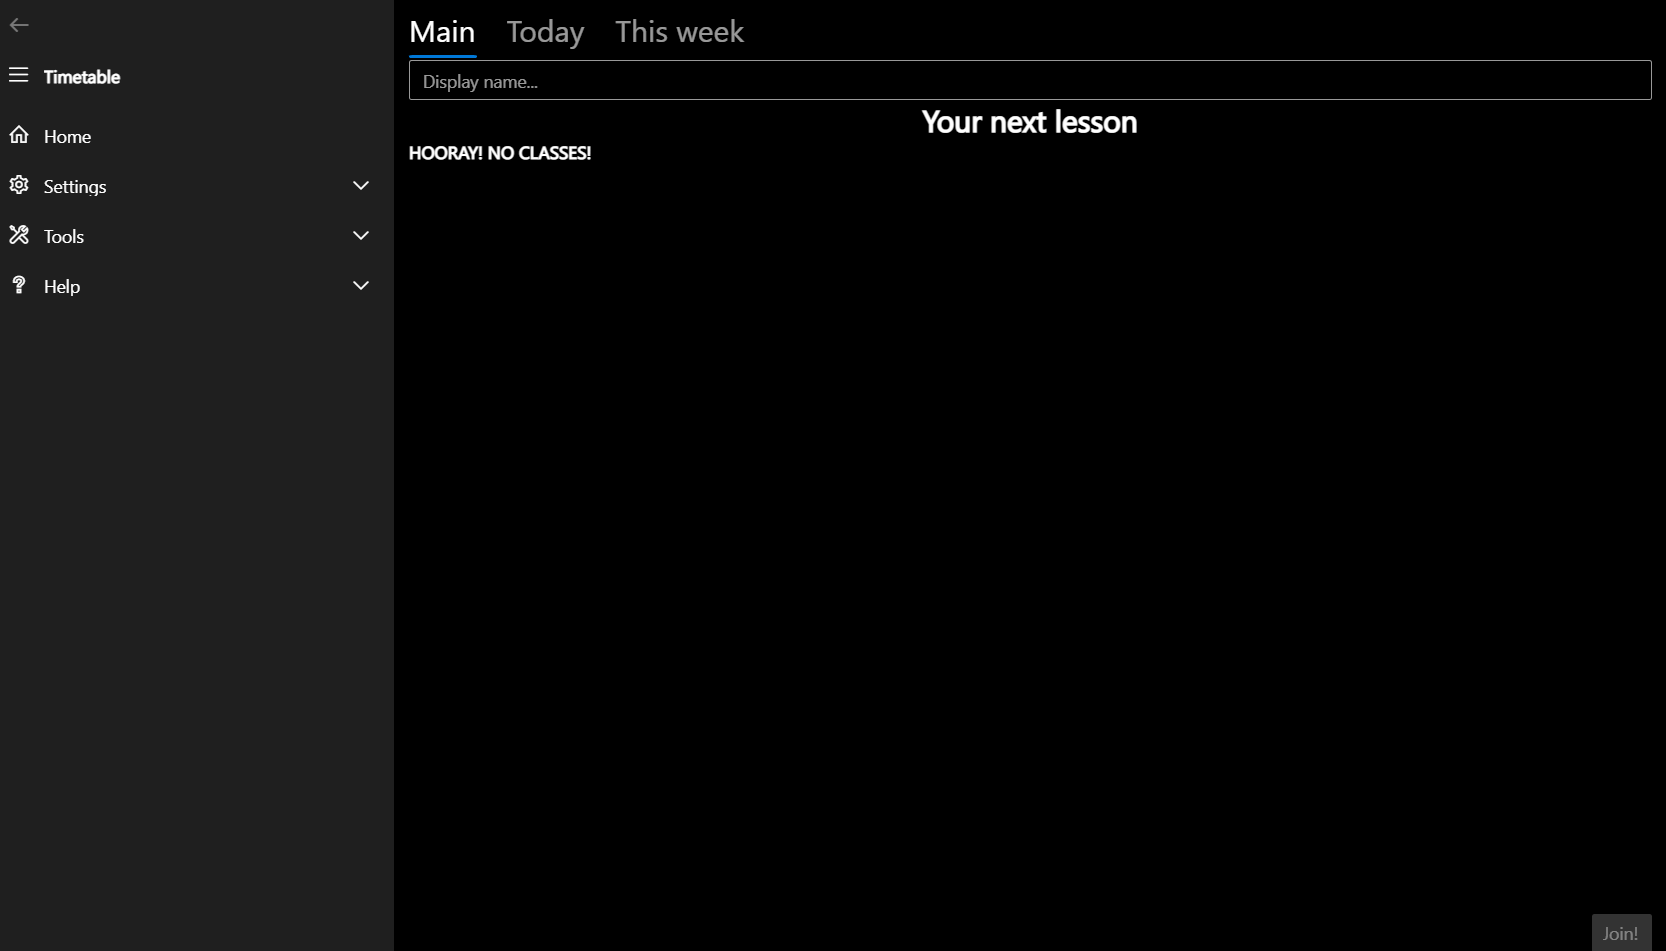 Timetable
Home
Settings
Tools
Help
Main Today This week
Display name...
Your next lesson
HOORAY! NO CLASSES!
Join!